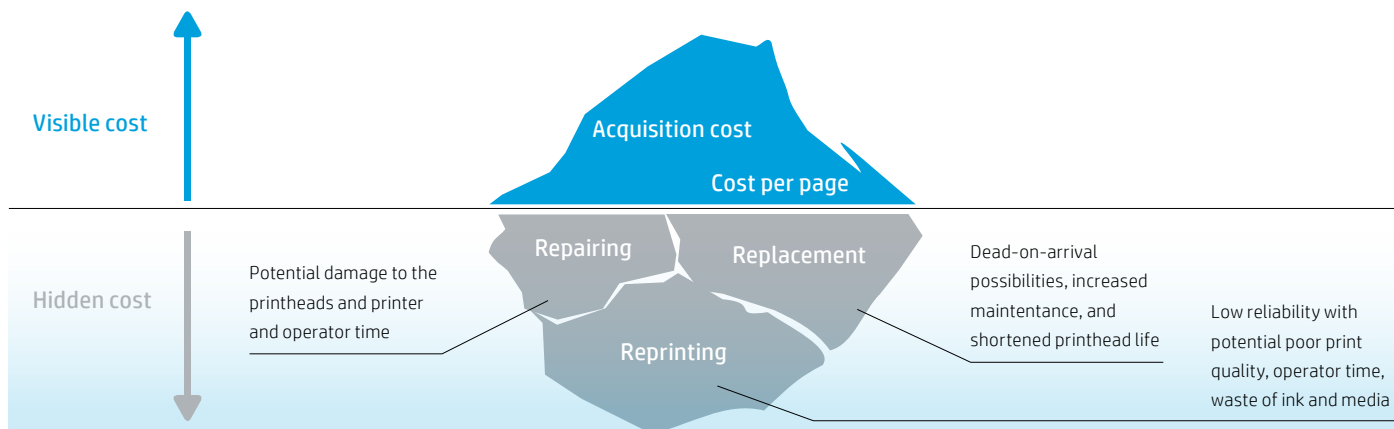 Visible cost
Acquisition cost
Cost per page
Hidden cost
Repairing
Replacement
Reprinting
Potential damage to the
printheads and printer
and operator time
Dead-on-arrival
possibilities, increased
maintentance, and
shortened printhead life
Low reliability with
potential poor print
quality, operator time,
waste of ink and media